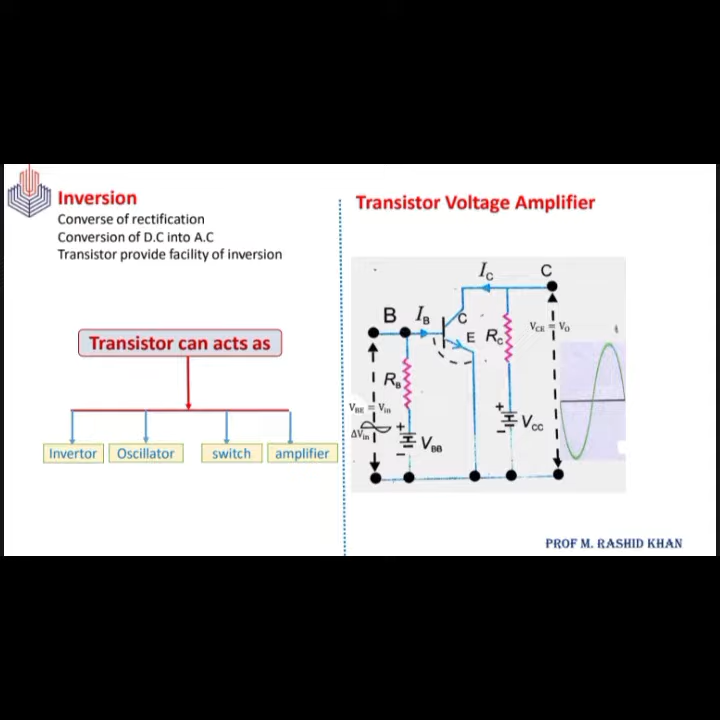 Inversion
Converse of rectification
Conversion of D.C into A.C
Transistor provide facility of inversion
Transistor can acts as
Invertor
Oscillator
switch
amplifier
Transistor Voltage Amplifier
I_C
C
B
I_B
C
E
R_C
V_CE = V_O
R_B
V_BE = V_in
ΔV_in
+
V_BB
−
+
V_CC
−
t
PROF M. RASHID KHAN